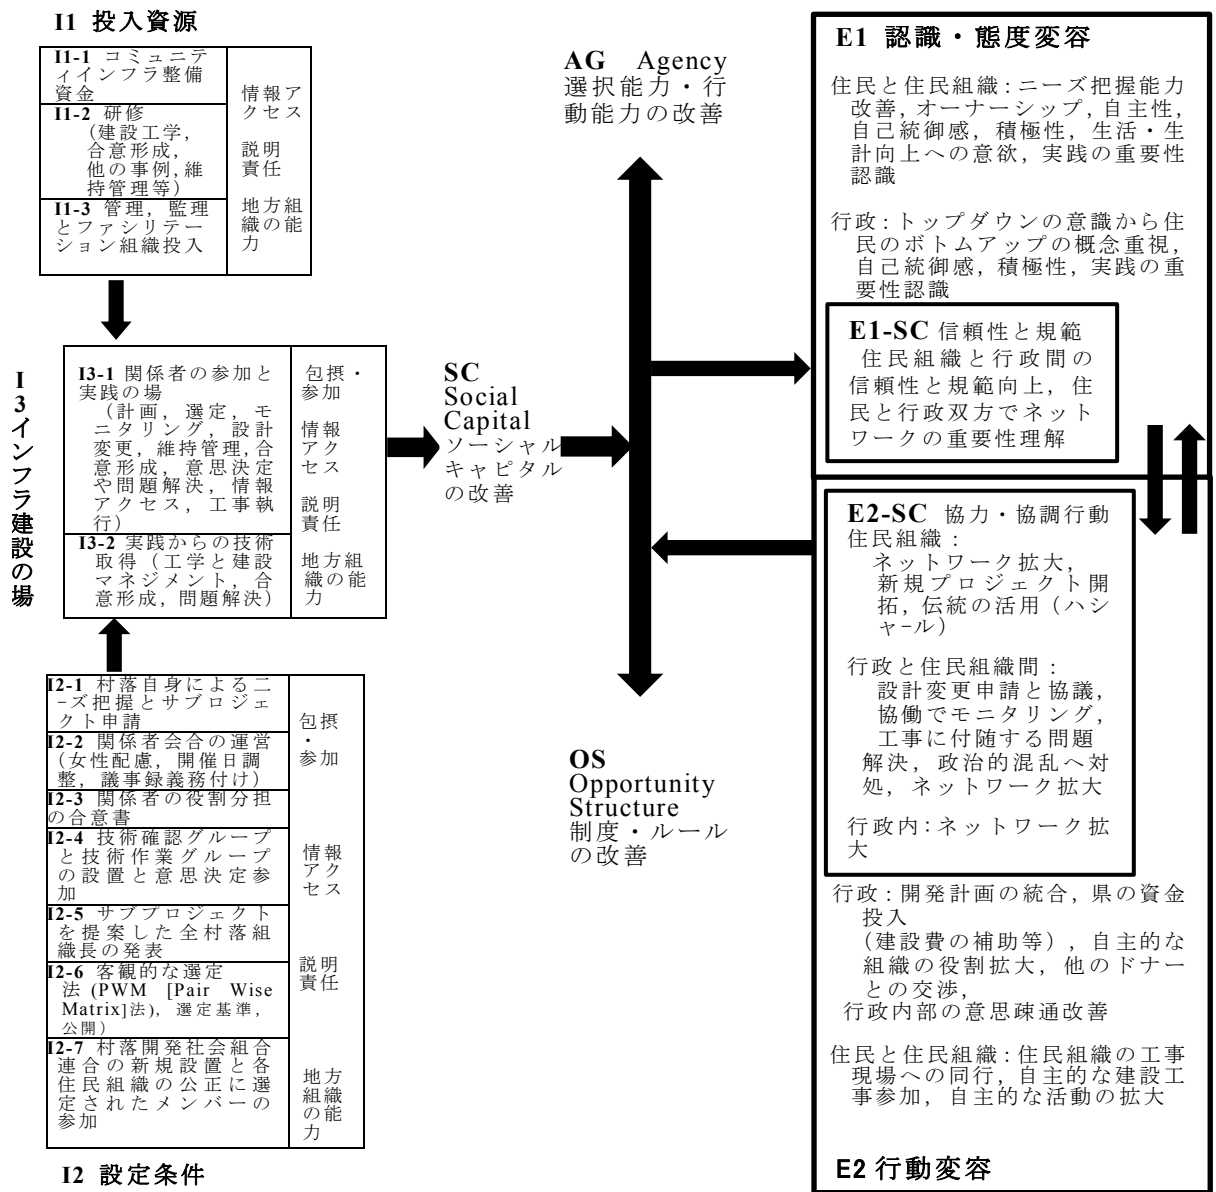 I1 投入資源
I1-1 コミュニテ
ィインフラ整備
資金
I1-2 研修
(建設工学,
合意形成,
他の事例,維
持管理等)
I1-3 管理, 監理
とファシリテー
ション組織投入
情報ア
クセス
説明
責任
地方組
織の能
力
I3インフラ建設の場
I3-1 関係者の参加と
実践の場
(計画, 選定, モ
ニタリング, 設計
変更, 維持管理,合
意形成, 意思決定
や問題解決, 情報
アクセス, 工事執
行)
I3-2 実践からの技術
取得 (工学と建設
マネジメント, 合
意形成,問題解決)
包摂・
参加
情報
アク
セス
説明
責任
地方組
織の能
力
I2-1 村落自身によるニ
-ズ把握とサブロジェ
クト申請
I2-2 関係者会合の運営
(女性配慮, 開催日調
整, 議事録義務付け)
I2-3 関係者の役割分担
の合意書
I2-4 技術確認グループ
と技術作業グループ
の設置と意思決定参
加
I2-5 サブプロジェクト
を提案した全村落組
織長の発表
I2-6 客観的な選定
法 (PWM [Pair Wise
Matrix]法), 選定基準,
公開)
I2-7 村落開発社会組合
連合の新規設置と各
住民組織の公正に選
定されたメンバーの
参加
包摂
・
参加
情報
アク
セス
説明
責任
地方
組織
の能
力
I2 設定条件
SC
Social
Capital
ソーシャル
キャピタル
の改善
AG Agency
選択能力・行
動能力の改善
OS
Opportunity
Structure
制度・ルール
の改善
E1 認識・態度変容
住民と住民組織:ニーズ把握能力
改善,オーナーシップ,自主性,
自己統御感, 積極性, 生活・生
計向上への意欲, 実践の重要性
認識
行政:トップダウンの意識から住
民のボトムアップの概念重視,
自己統御感, 積極性, 実践の重
要性認識
E1-SC 信頼性と規範
住民組織と行政間の
信頼性と規範向上, 住
民と行政双方でネット
ワークの重要性理解
E2-SC 協力・協調行動
住民組織:
ネットワーク拡大,
新規プロジェクト開
拓, 伝統の活用 (ハシ
ャ-ル)
行政と住民組織間:
設計変更申請と協議,
協働でモニタリング,
工事に付随する問題
解決, 政治的混乱へ対
処, ネットワーク拡大
行政内:ネットワーク拡
大
行政:開発計画の統合, 県の資金
投入
(建設費の補助等), 自主的な
組織の役割拡大, 他のドナー
との交渉,
行政内部の意思疎通改善
住民と住民組織:住民組織の工事
現場への同行, 自主的な建設工
事参加, 自主的な活動の拡大
E2 行動変容